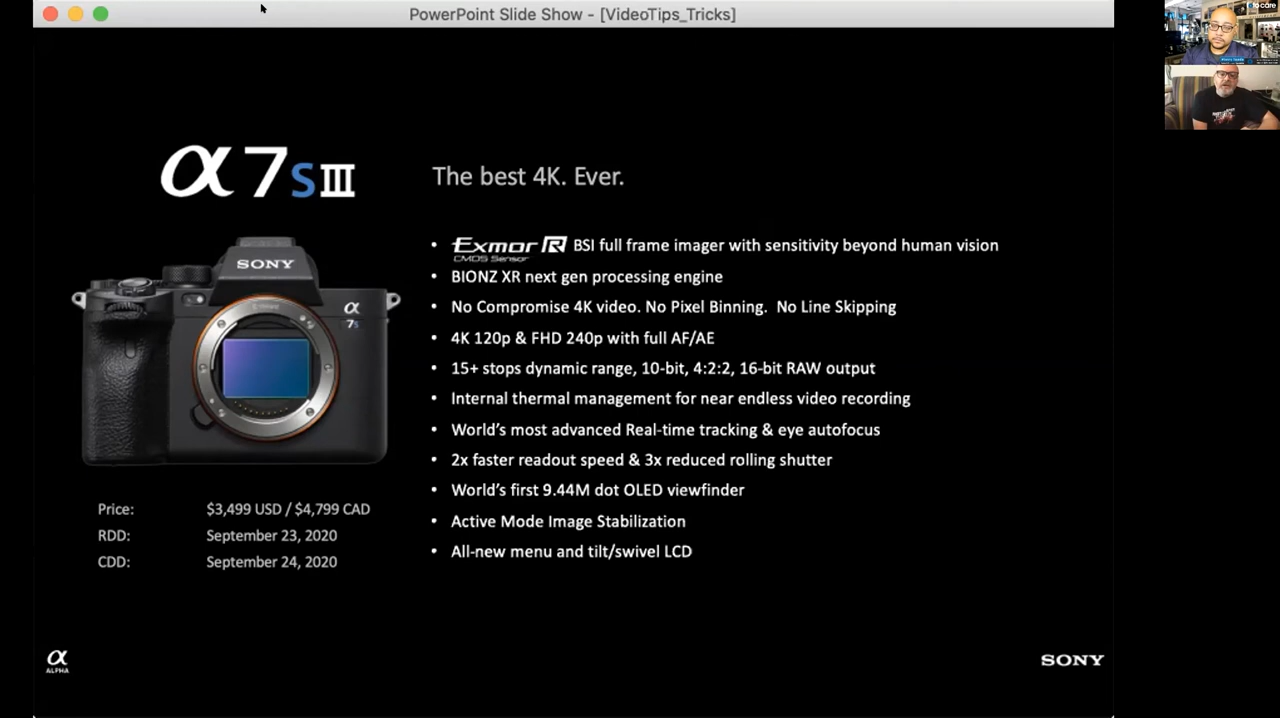 PowerPoint Slide Show - [VideoTips_Tricks]
α7sIII
The best 4K. Ever.
Exmor R BSI full frame imager with sensitivity beyond human vision
CMOS Sensor
• BIONZ XR next gen processing engine
• No Compromise 4K video. No Pixel Binning. No Line Skipping
• 4K 120p & FHD 240p with full AF/AE
• 15+ stops dynamic range, 10-bit, 4:2:2, 16-bit RAW output
• Internal thermal management for near endless video recording
• World's most advanced Real-time tracking & eye autofocus
• 2x faster readout speed & 3x reduced rolling shutter
• World's first 9.44M dot OLED viewfinder
• Active Mode Image Stabilization
• All-new menu and tilt/swivel LCD
SONY
α
7s
Price: $3,499 USD / $4,799 CAD
RDD: September 23, 2020
CDD: September 24, 2020
α
ALPHA
SONY